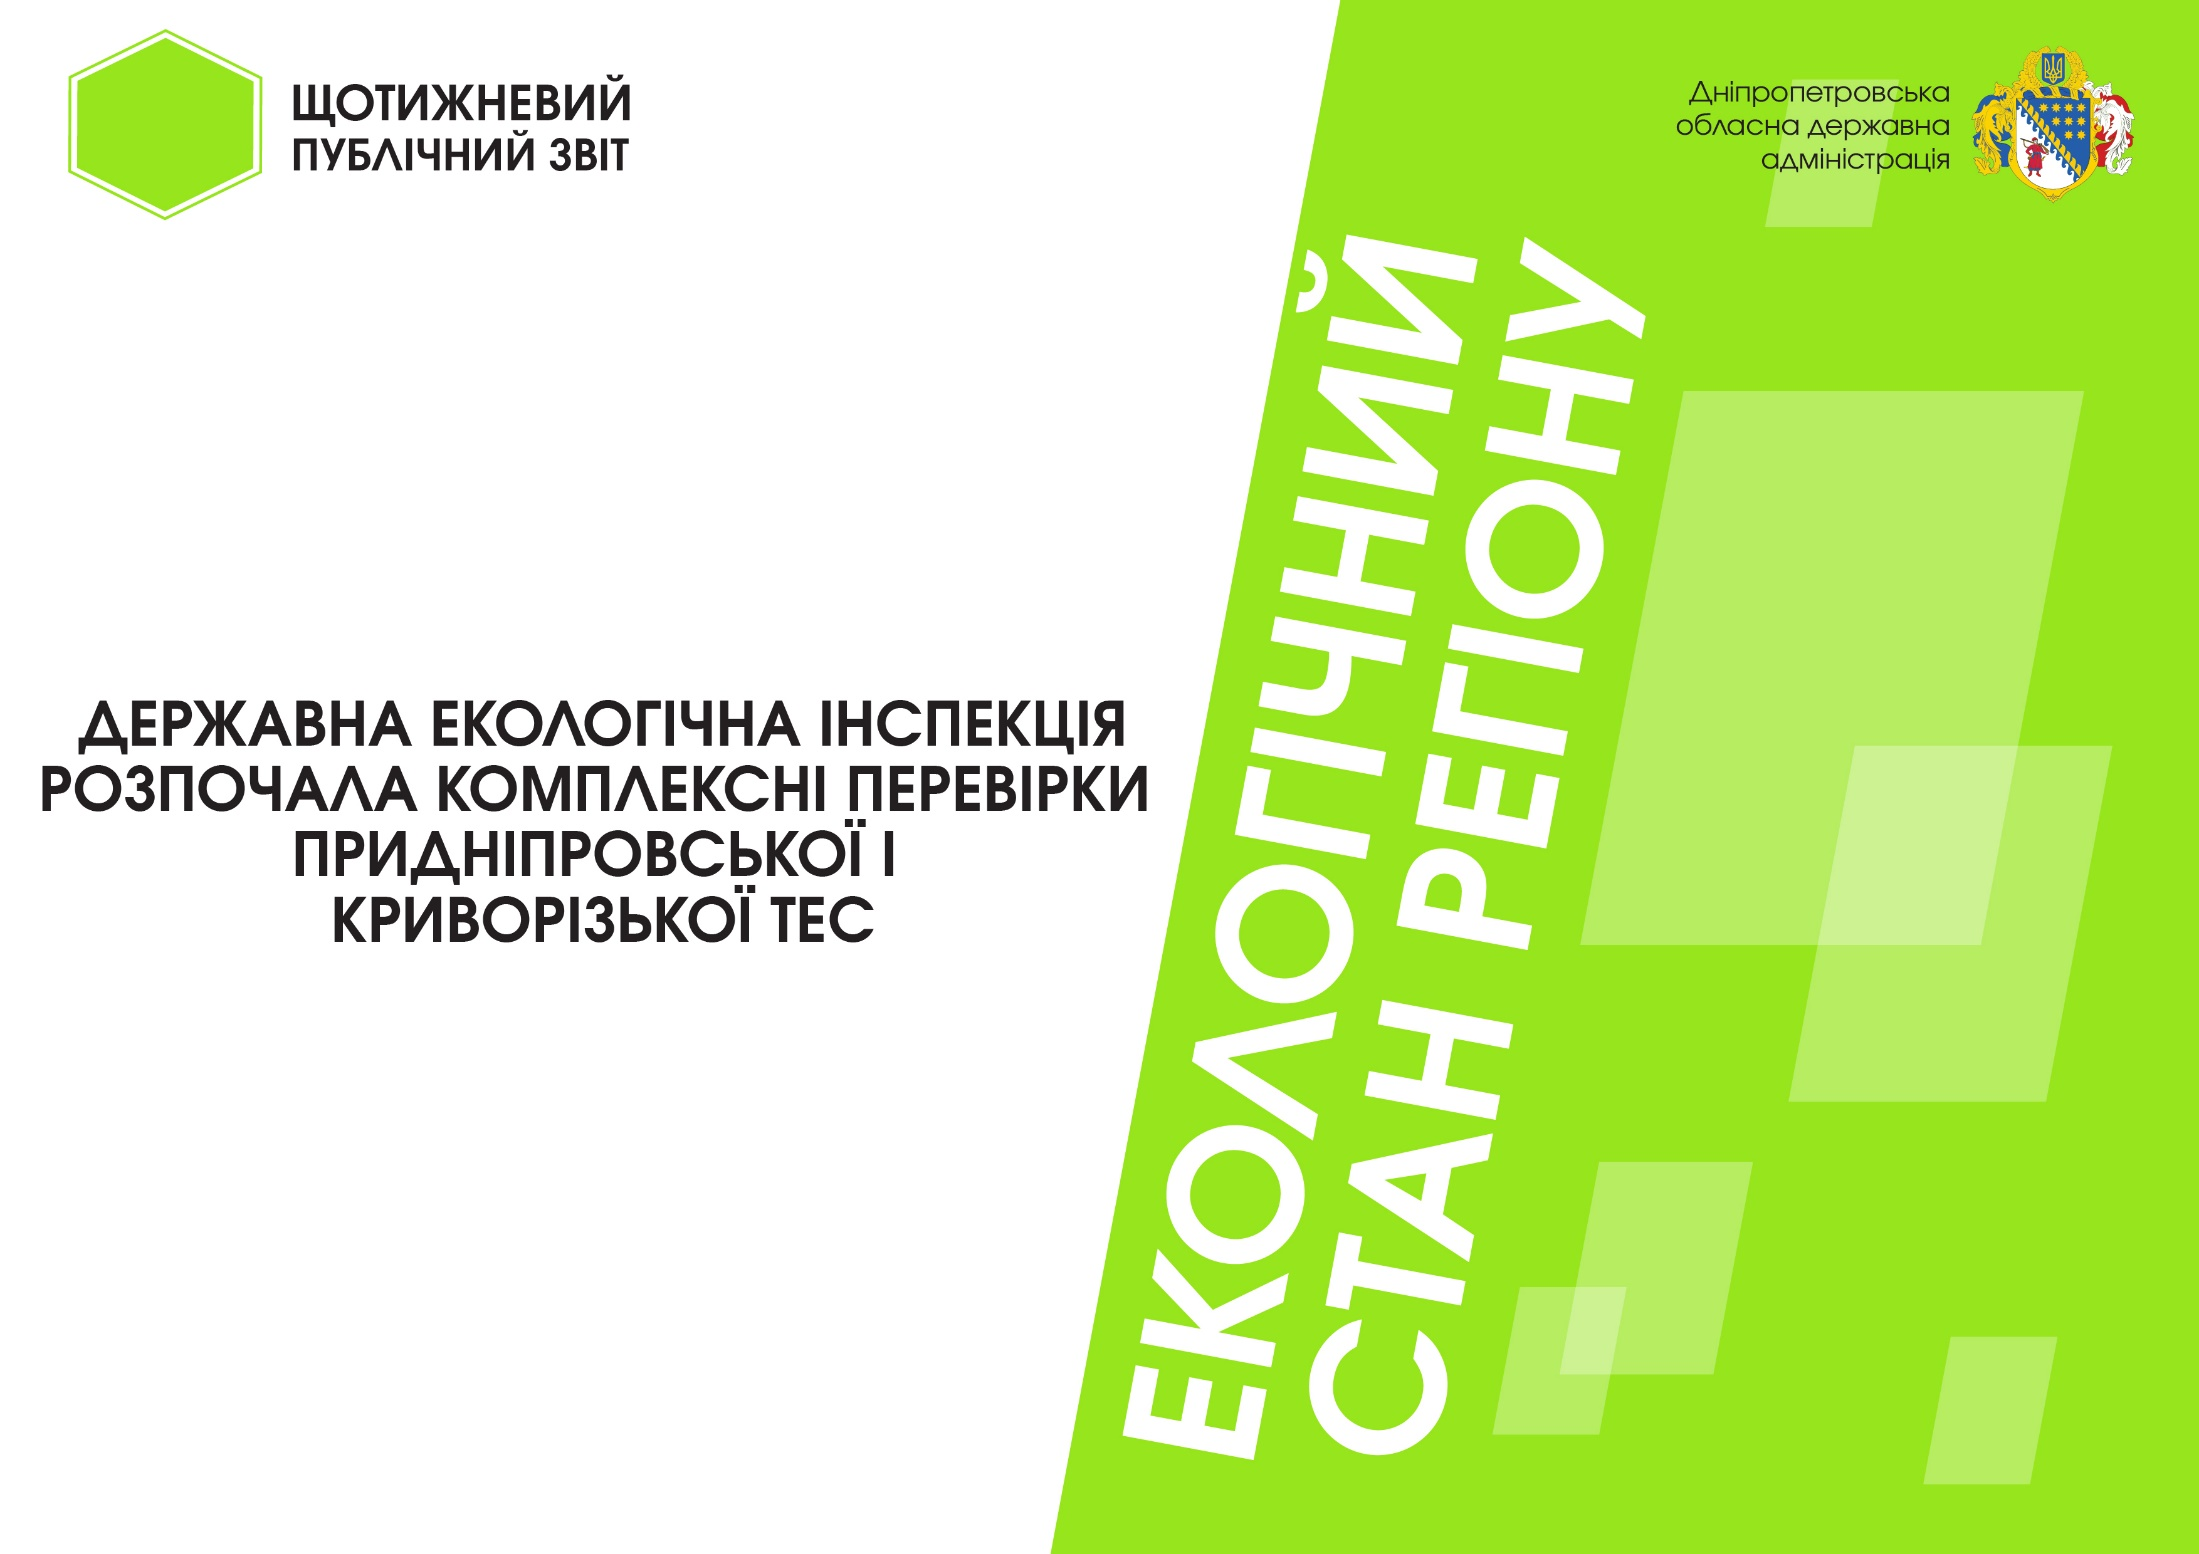 ЩОТИЖНЕВИЙ
ПУБЛІЧНИЙ ЗВІТ
Дніпропетровська
обласна державна
адміністрація
ДЕРЖАВНА ЕКОЛОГІЧНА ІНСПЕКЦІЯ
РОЗПОЧАЛА КОМПЛЕКСНІ ПЕРЕВІРКИ
ПРИДНІПРОВСЬКОЇ І
КРИВОРІЗЬКОЇ ТЕС
ЕКОЛОГІЧНИЙ
СТАН РЕГІОНУ